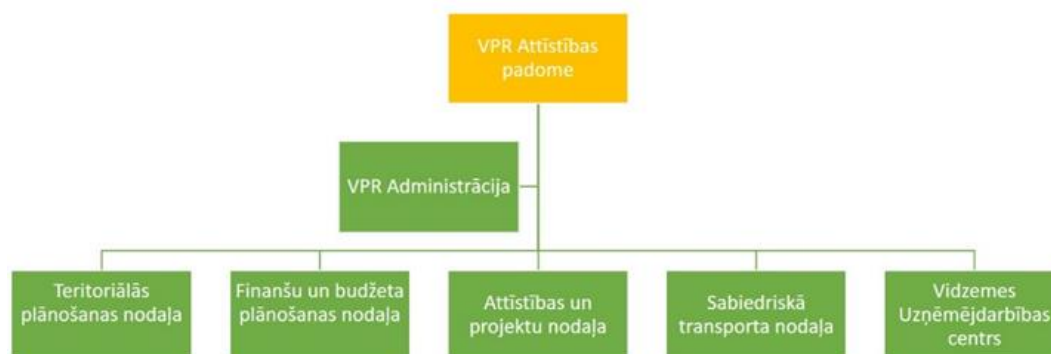 VPR Attīstības
padome
VPR Administrācija
Teritoriālās
plānošanas nodaļa
Finanšu un budžeta
plānošanas nodaļa
Attīstības un
projektu nodaļa
Sabiedriskā
transporta nodaļa
Vidzemes
Uzņēmējdarbības
centrs